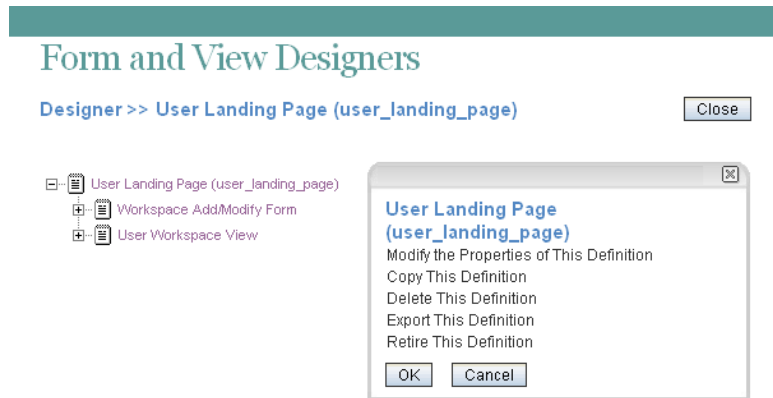 Form and View Designers
Designer >> User Landing Page (user_landing_page)
Close
User Landing Page (user_landing_page)
Workspace Add/Modify Form
User Workspace View
User Landing Page
(user_landing_page)
Modify the Properties of This Definition
Copy This Definition
Delete This Definition
Export This Definition
Retire This Definition
OK
Cancel